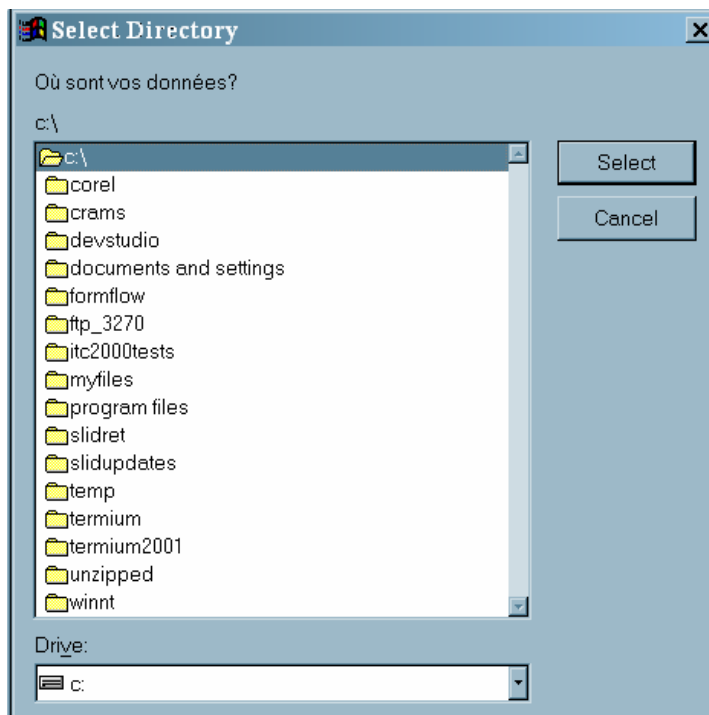 Select Directory
Où sont vos données?
c:\
c:\
corel
crams
devstudio
documents and settings
formflow
ftp_3270
itc2000tests
myfiles
program files
slidret
slidupdates
temp
termium
termium2001
unzipped
winnt
Select
Cancel
Drive:
c: